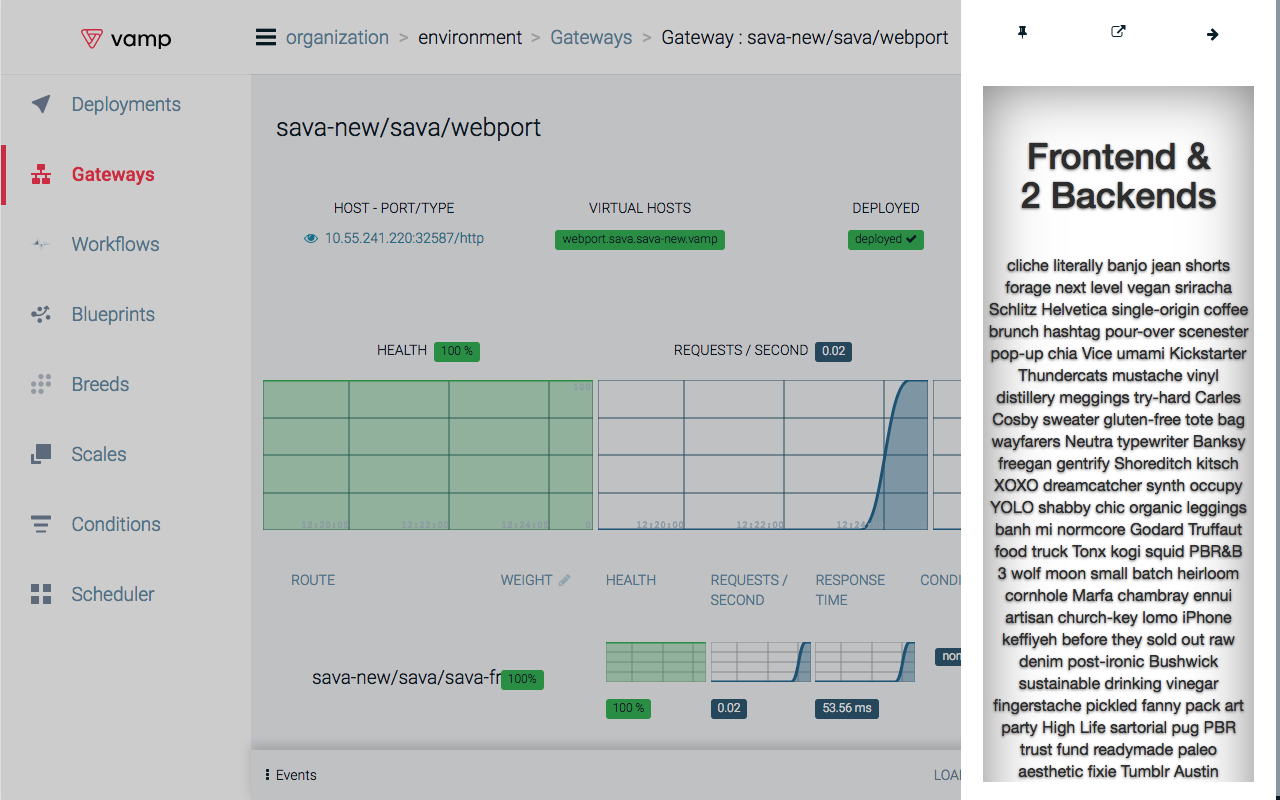 vamp
organization > environment > Gateways > Gateway : sava-new/sava/webport
Deployments
Gateways
Workflows
Blueprints
Breeds
Scales
Conditions
Scheduler
sava-new/sava/webport
HOST - PORT/TYPE
VIRTUAL HOSTS
DEPLOYED
10.55.241.220:32587/http
webport.sava.sava-new.vamp
deployed
HEALTH 100 %
REQUESTS / SECOND 0.02
100
12:20:00 12:22:00 12:24:00 0
12:20:00 12:22:00 12:24
ROUTE
WEIGHT
HEALTH
REQUESTS /
SECOND
RESPONSE
TIME
CONDI
sava-new/sava/sava-fr
100%
100 %
0.02
53.56 ms
non
Events
LOA
Frontend &
2 Backends
cliche literally banjo jean shorts
forage next level vegan sriracha
Schlitz Helvetica single-origin coffee
brunch hashtag pour-over scenester
pop-up chia Vice umami Kickstarter
Thundercats mustache vinyl
distillery meggings try-hard Carles
Cosby sweater gluten-free tote bag
wayfarers Neutra typewriter Banksy
freegan gentrify Shoreditch kitsch
XOXO dreamcatcher synth occupy
YOLO shabby chic organic leggings
banh mi normcore Godard Truffaut
food truck Tonx kogi squid PBR&B
3 wolf moon small batch heirloom
cornhole Marfa chambray ennui
artisan church-key lomo iPhone
keffiyeh before they sold out raw
denim post-ironic Bushwick
sustainable drinking vinegar
fingerstache pickled fanny pack art
party High Life sartorial pug PBR
trust fund readymade paleo
aesthetic fixie Tumblr Austin